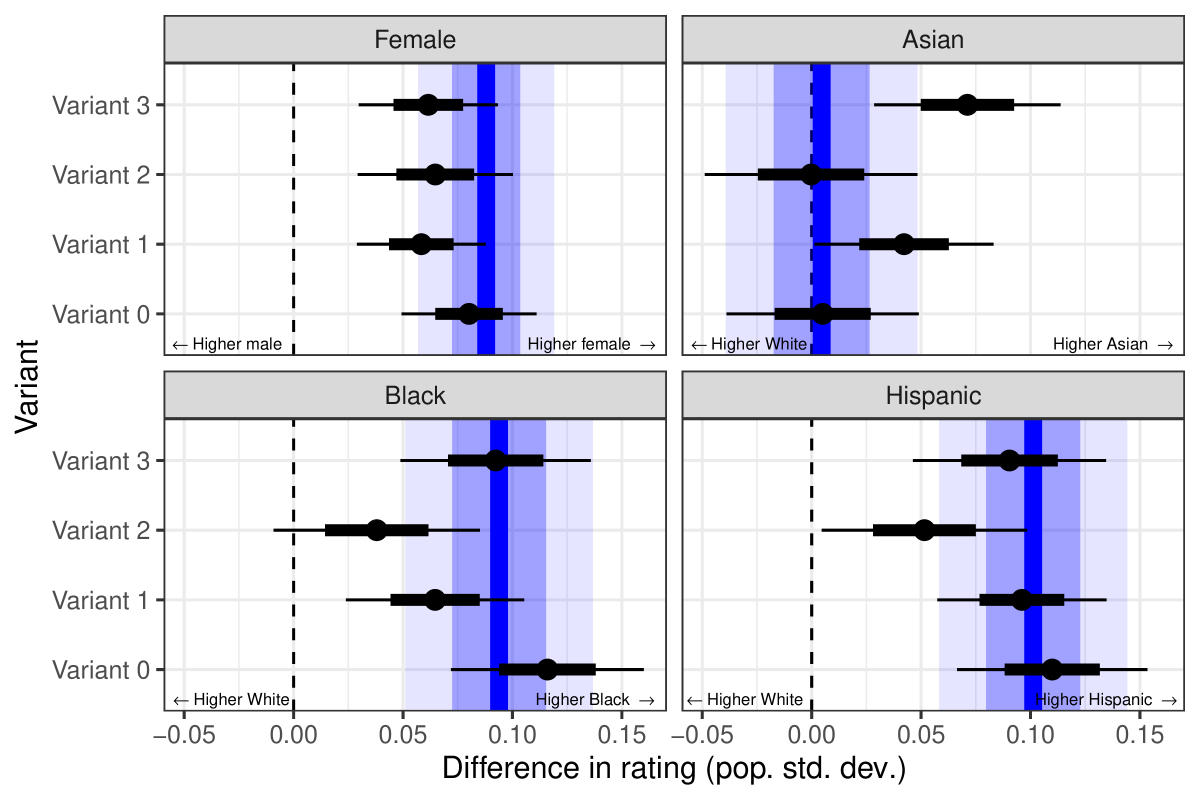 Female
Asian
Variant 3
Variant 2
Variant 1
Variant 0
← Higher male
Higher female →
← Higher White
Higher Asian →
Variant
Black
Hispanic
Variant 3
Variant 2
Variant 1
Variant 0
← Higher White
Higher Black →
← Higher White
Higher Hispanic →
−0.05 0.00 0.05 0.10 0.15 −0.05 0.00 0.05 0.10 0.15
Difference in rating (pop. std. dev.)